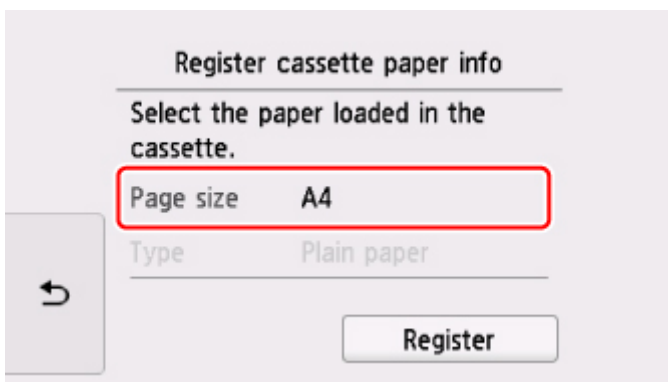 Register cassette paper info
Select the paper loaded in the
cassette.
Page size A4
Type Plain paper
Register